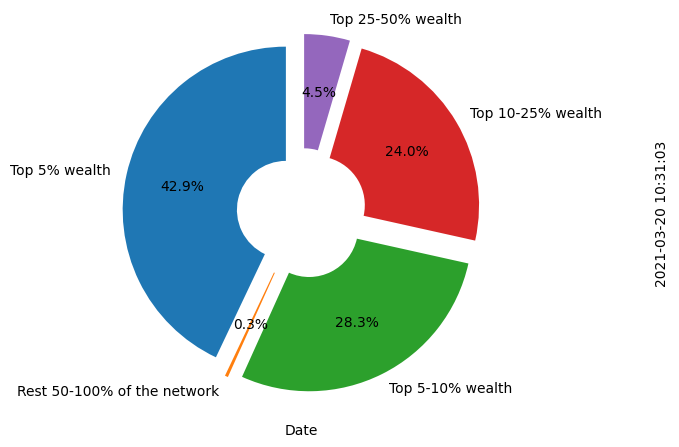 Top 25-50% wealth
4.5%
Top 10-25% wealth
24.0%
Top 5% wealth
42.9%
2021-03-20 10:31:03
0.3%
28.3%
Rest 50-100% of the network
Top 5-10% wealth
Date